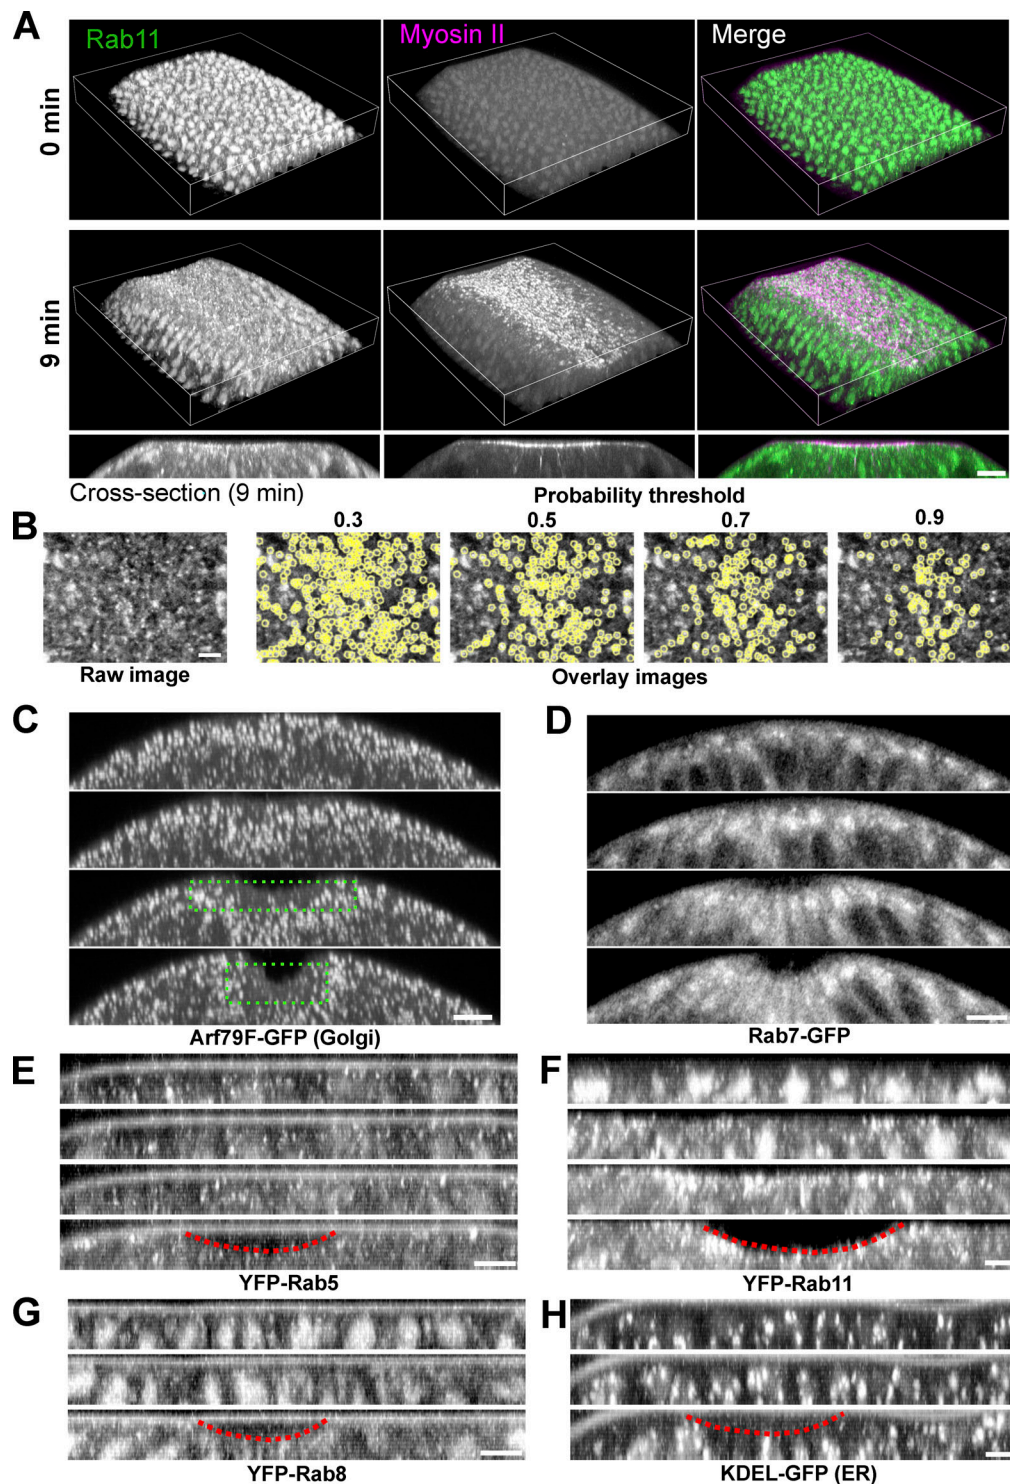 A
Rab11
Myosin II
Merge
0 min
9 min
Cross-section (9 min)
Probability threshold
B
0.3
0.5
0.7
0.9
Raw image
Overlay images
C
D
Arf79F-GFP (Golgi)
Rab7-GFP
E
F
YFP-Rab5
YFP-Rab11
G
H
YFP-Rab8
KDEL-GFP (ER)